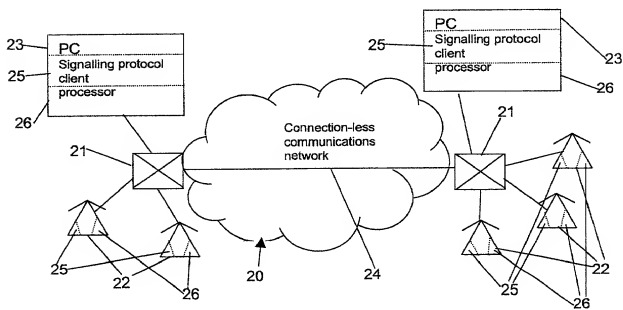 23
PC
25
Signalling protocol
client
processor
26
PC
25
Signalling protocol
client
processor
23
26
21
Connection-less
communications
network
21
25
22
26
20
24
25
22
26